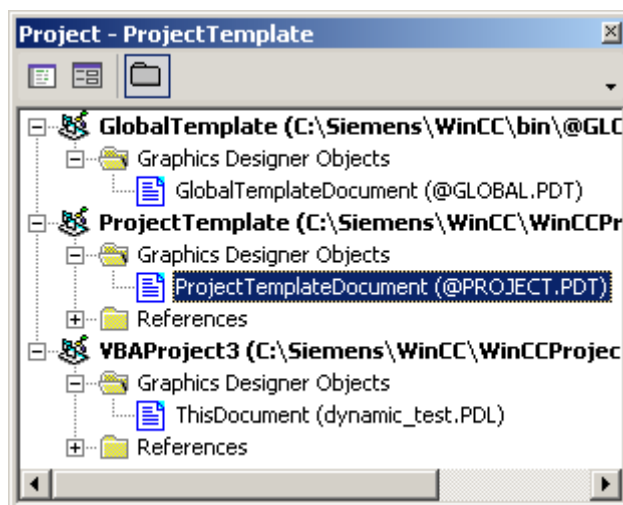 Project - ProjectTemplate
GlobalTemplate (C:\Siemens\WinCC\bin\@GLC
Graphics Designer Objects
GlobalTemplateDocument (@GLOBAL.PDT)
ProjectTemplate (C:\Siemens\WinCC\WinCCPr
Graphics Designer Objects
ProjectTemplateDocument (@PROJECT.PDT)
References
VBAProject3 (C:\Siemens\WinCC\WinCCProjec
Graphics Designer Objects
ThisDocument (dynamic_test.PDL)
References